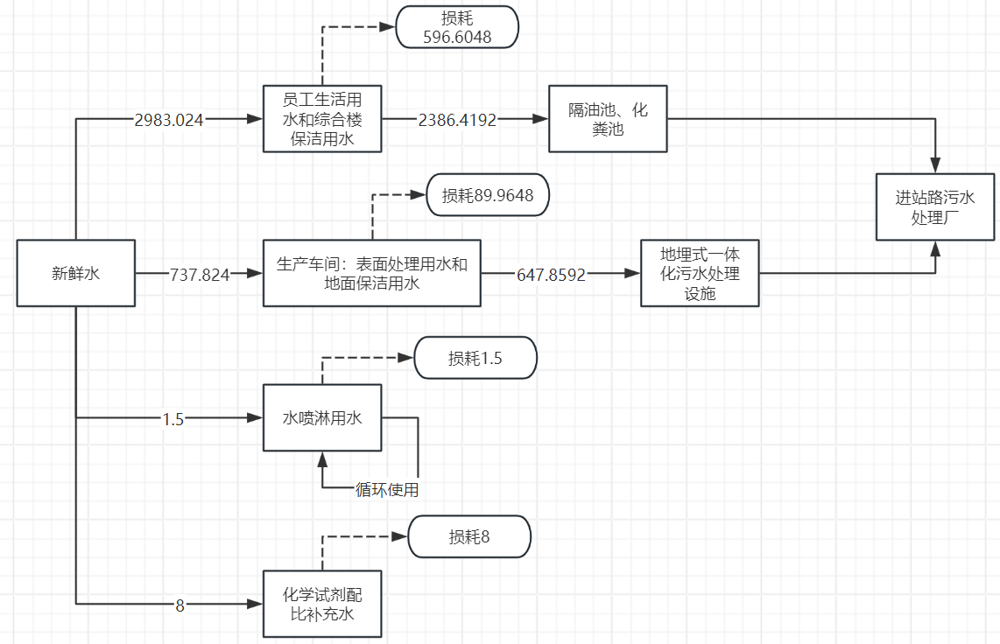 损耗
596.6048
员工生活用
水和综合楼
保洁用水
2983.024
2386.4192
隔油池、化
粪池
损耗89.9648
进站路污水
处理厂
新鲜水
737.824
生产车间：表面处理用水和
地面保洁用水
647.8592
地埋式一体
化污水处理
设施
损耗1.5
1.5
水喷淋用水
循环使用
损耗8
8
化学试剂配
比补充水